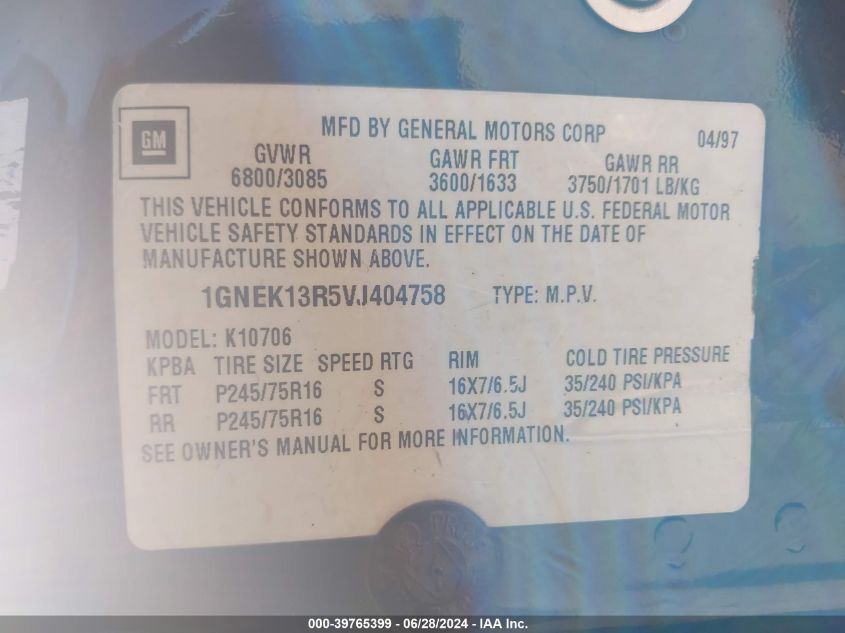 GM
MFD BY GENERAL MOTORS CORP 04/97
GVWR GAWR FRT GAWR RR
6800/3085 3600/1633 3750/1701 LB/KG
THIS VEHICLE CONFORMS TO ALL APPLICABLE U.S. FEDERAL MOTOR
VEHICLE SAFETY STANDARDS IN EFFECT ON THE DATE OF
MANUFACTURE SHOWN ABOVE.
1GNEK13R5VJ404758 TYPE: M.P.V.
MODEL: K10706
KPBA TIRE SIZE SPEED RTG RIM COLD TIRE PRESSURE
FRT P245/75R16 S 16X7/6.5J 35/240 PSI/KPA
RR P245/75R16 S 16X7/6.5J 35/240 PSI/KPA
SEE OWNER'S MANUAL FOR MORE INFORMATION.
000-39765399 - 06/28/2024 - IAA Inc.